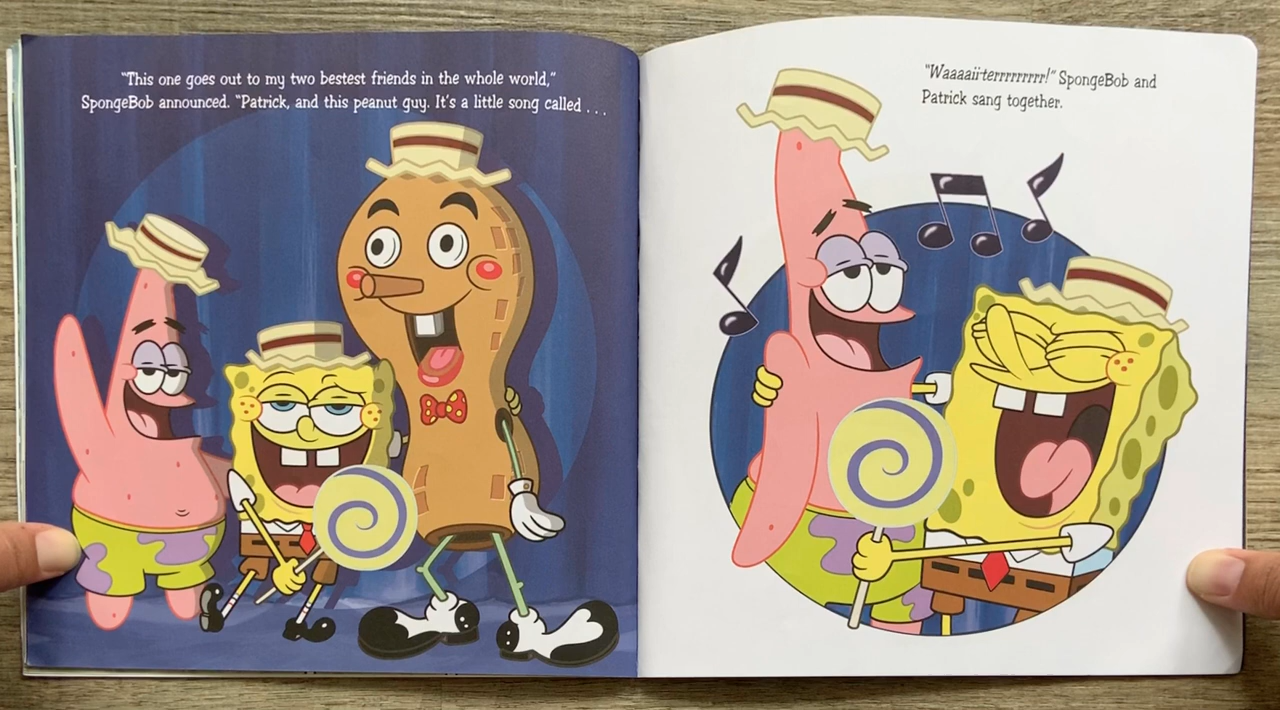 "This one goes out to my two bestest friends in the whole world,"
SpongeBob announced. "Patrick, and this peanut guy. It's a little song called . . .
"Waaaaii-terrrrrrrrr!" SpongeBob and
Patrick sang together.